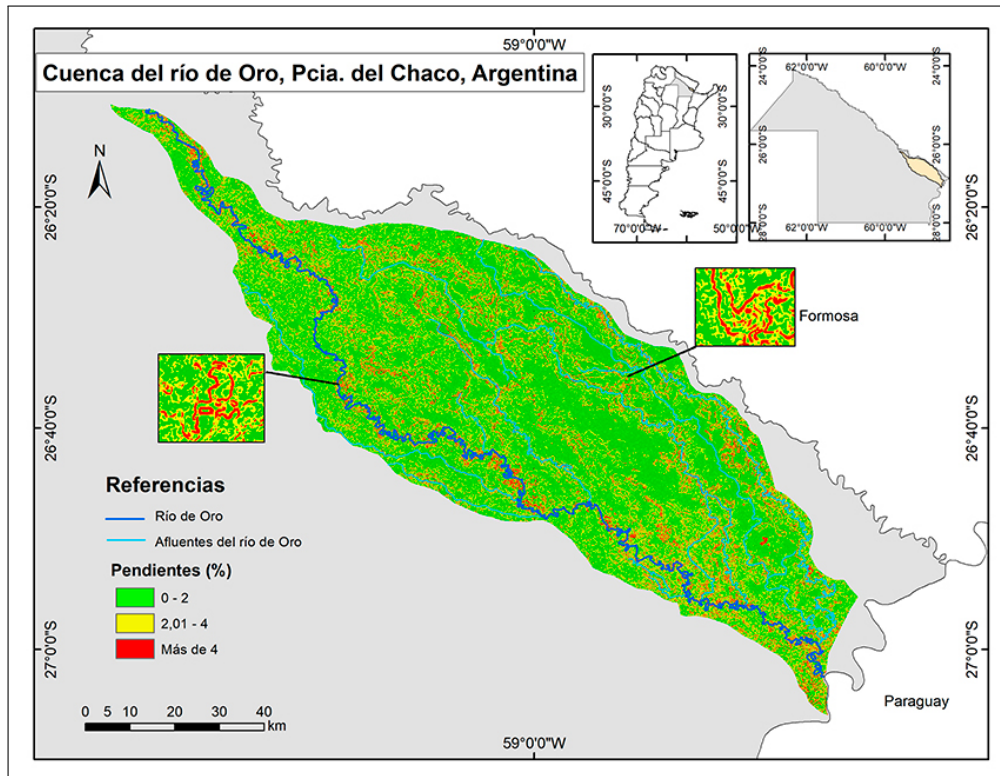 59°0'0"W
Cuenca del río de Oro, Pcia. del Chaco, Argentina
30°0'0"S
45°0'0"S
30°0'0"S
45°0'0"S
70°0'0"W
50°0'0"W
62°0'0"W
60°0'0"W
24°0'0"S
26°0'0"S
28°0'0"S
24°0'0"S
26°0'0"S
28°0'0"S
62°0'0"W
60°0'0"W
N
26°20'0"S
26°20'0"S
Formosa
26°40'0"S
26°40'0"S
Referencias
Río de Oro
Afluentes del río de Oro
Pendientes (%)
0 - 2
2,01 - 4
Más de 4
27°0'0"S
27°0'0"S
Paraguay
0 5 10 20 30 40
km
59°0'0"W